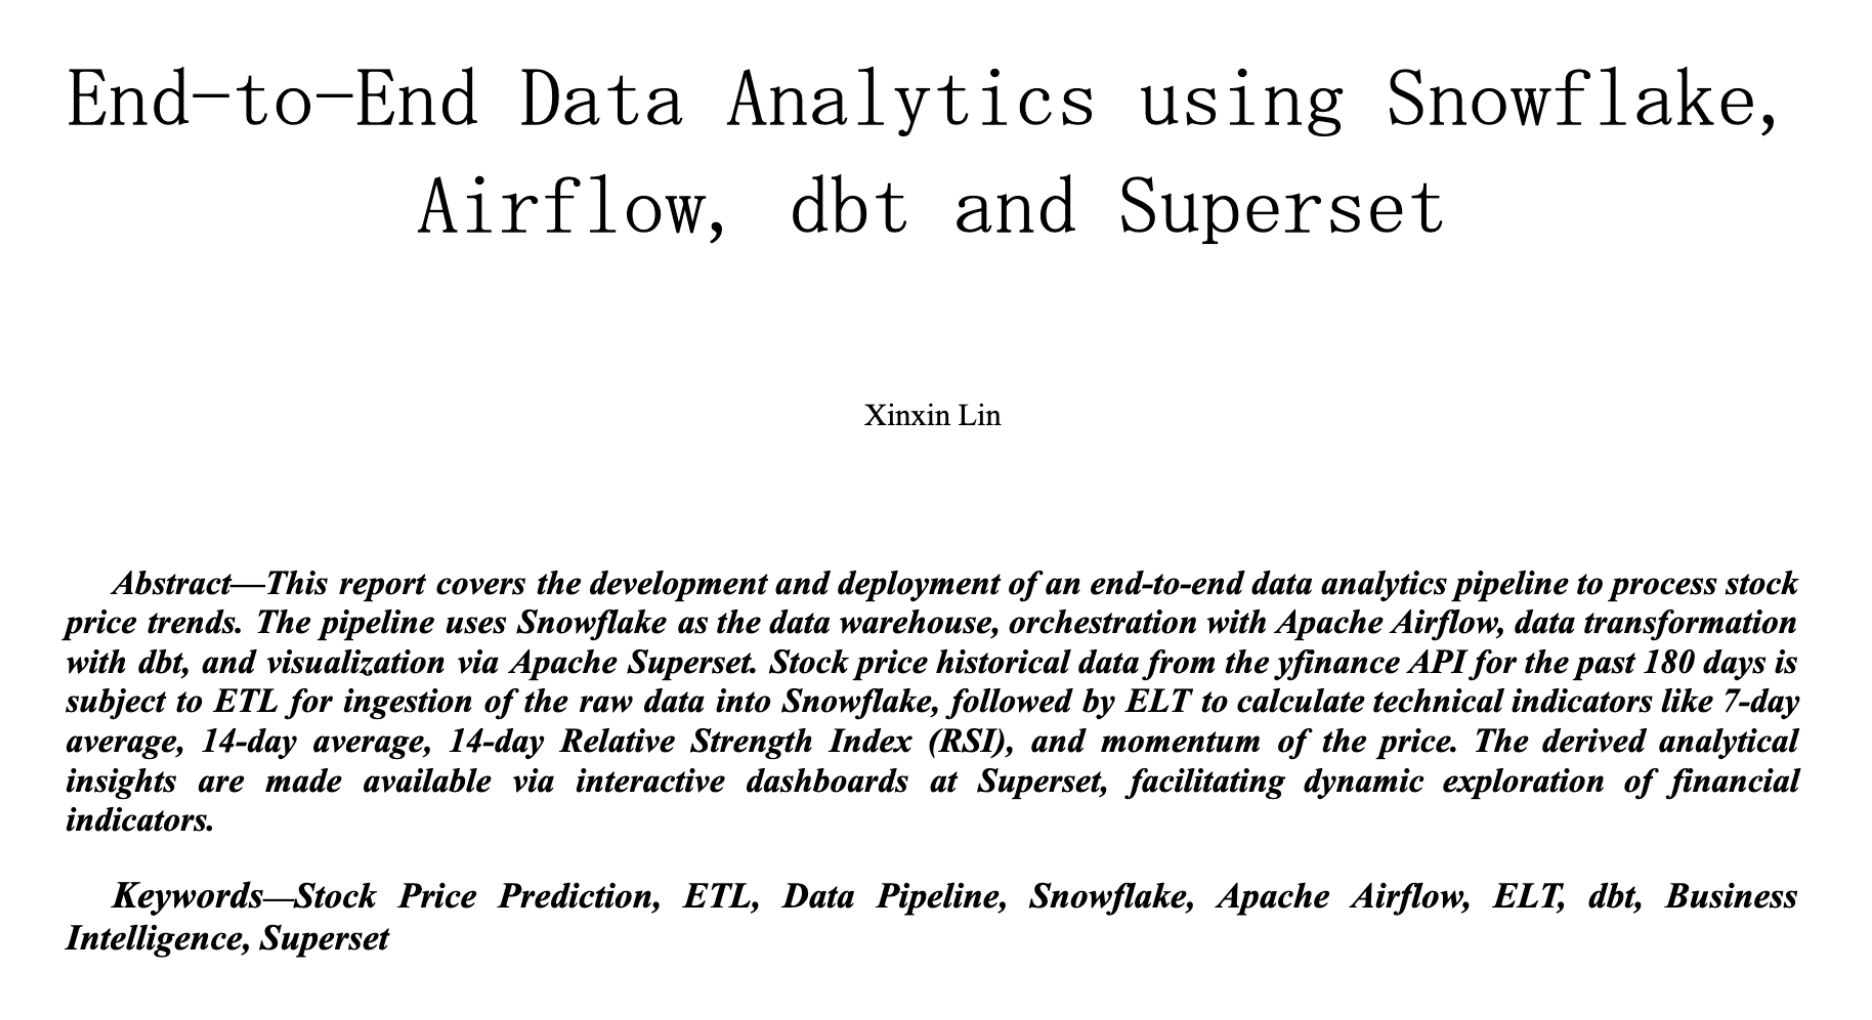 End-to-End Data Analytics using Snowflake,
Airflow, dbt and Superset
Xinxin Lin
Abstract—This report covers the development and deployment of an end-to-end data analytics pipeline to process stock
price trends. The pipeline uses Snowflake as the data warehouse, orchestration with Apache Airflow, data transformation
with dbt, and visualization via Apache Superset. Stock price historical data from the yfinance API for the past 180 days is
subject to ETL for ingestion of the raw data into Snowflake, followed by ELT to calculate technical indicators like 7-day
average, 14-day average, 14-day Relative Strength Index (RSI), and momentum of the price. The derived analytical
insights are made available via interactive dashboards at Superset, facilitating dynamic exploration of financial
indicators.
Keywords—Stock Price Prediction, ETL, Data Pipeline, Snowflake, Apache Airflow, ELT, dbt, Business
Intelligence, Superset